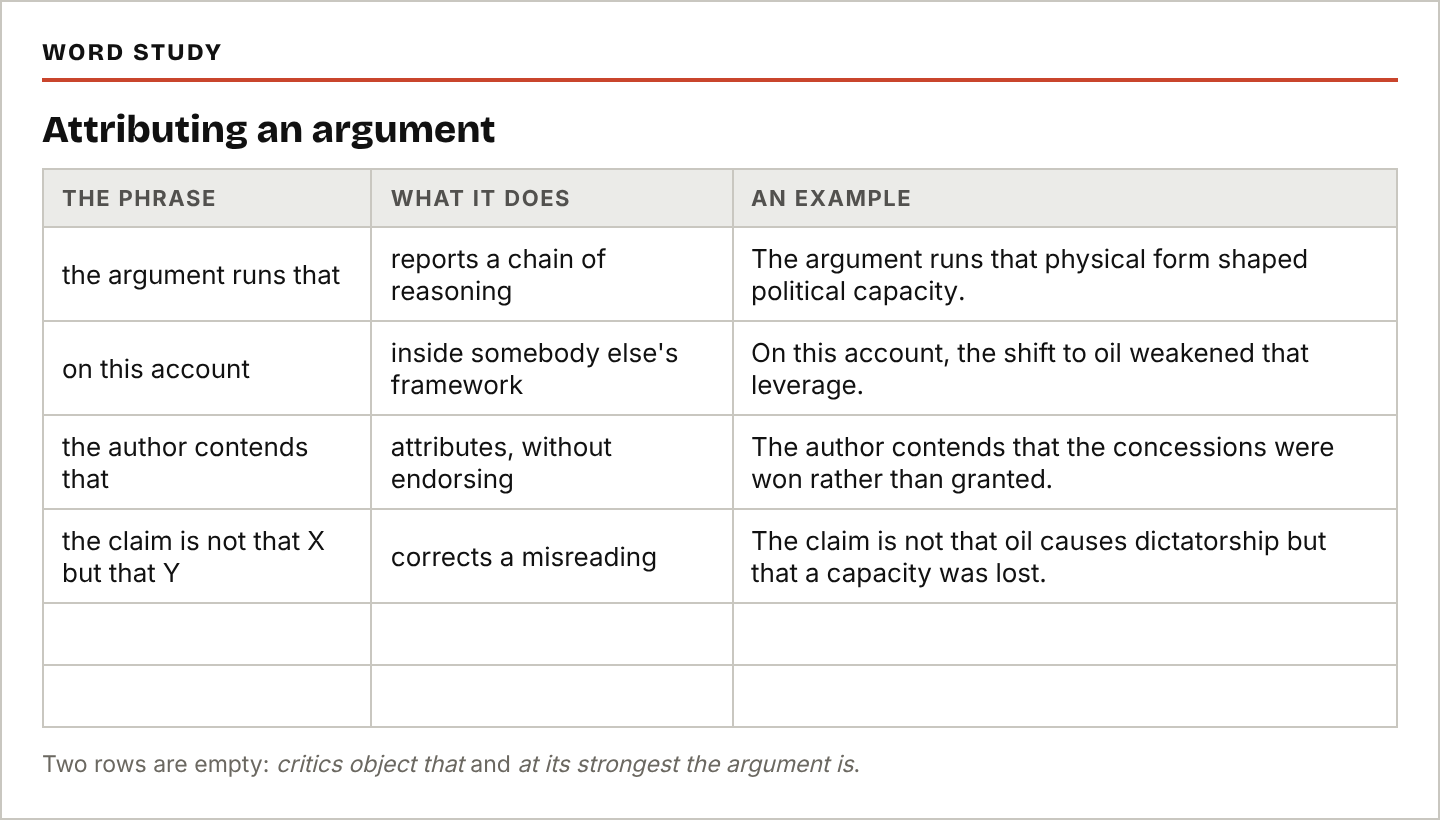 WORD STUDY
Attributing an argument
THE PHRASE
WHAT IT DOES
AN EXAMPLE
the argument runs that
reports a chain of
reasoning
The argument runs that physical form shaped
political capacity.
on this account
inside somebody else's
framework
On this account, the shift to oil weakened that
leverage.
the author contends
that
attributes, without
endorsing
The author contends that the concessions were
won rather than granted.
the claim is not that X
but that Y
corrects a misreading
The claim is not that oil causes dictatorship but
that a capacity was lost.
Two rows are empty: critics object that and at its strongest the argument is.